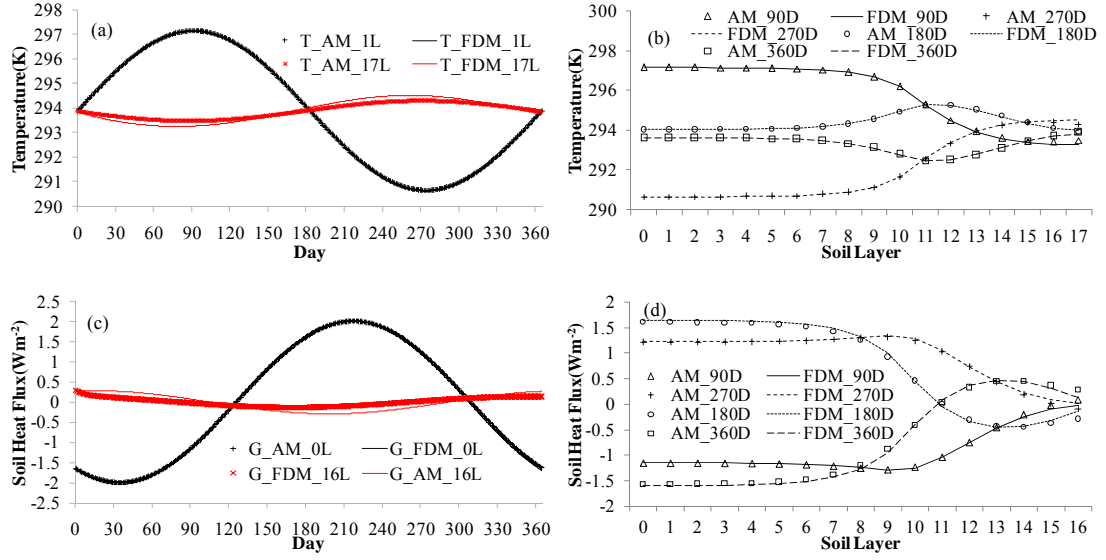 298
297
296
295
294
293
292
291
290
Temperature(K)
(a)
T_AM_1L
T_FDM_1L
T_AM_17L
T_FDM_17L
0 30 60 90 120 150 180 210 240 270 300 330 360
Day
300
298
296
294
292
290
Temperature(K)
(b)
AM_90D
FDM_90D
AM_270D
FDM_270D
AM_180D
FDM_180D
AM_360D
FDM_360D
0 1 2 3 4 5 6 7 8 9 10 11 12 13 14 15 16 17
Soil Layer
2.5
2
1.5
1
0.5
0
-0.5
-1
-1.5
-2
-2.5
Soil Heat Flux(Wm-2)
(c)
G_AM_0L
G_FDM_0L
G_FDM_16L
G_AM_16L
0 30 60 90 120 150 180 210 240 270 300 330 360
Day
2
1.5
1
0.5
0
-0.5
-1
-1.5
-2
Soil Heat Flux(Wm-2)
(d)
AM_90D
FDM_90D
AM_270D
FDM_270D
AM_180D
FDM_180D
AM_360D
FDM_360D
0 1 2 3 4 5 6 7 8 9 10 11 12 13 14 15 16
Soil Layer